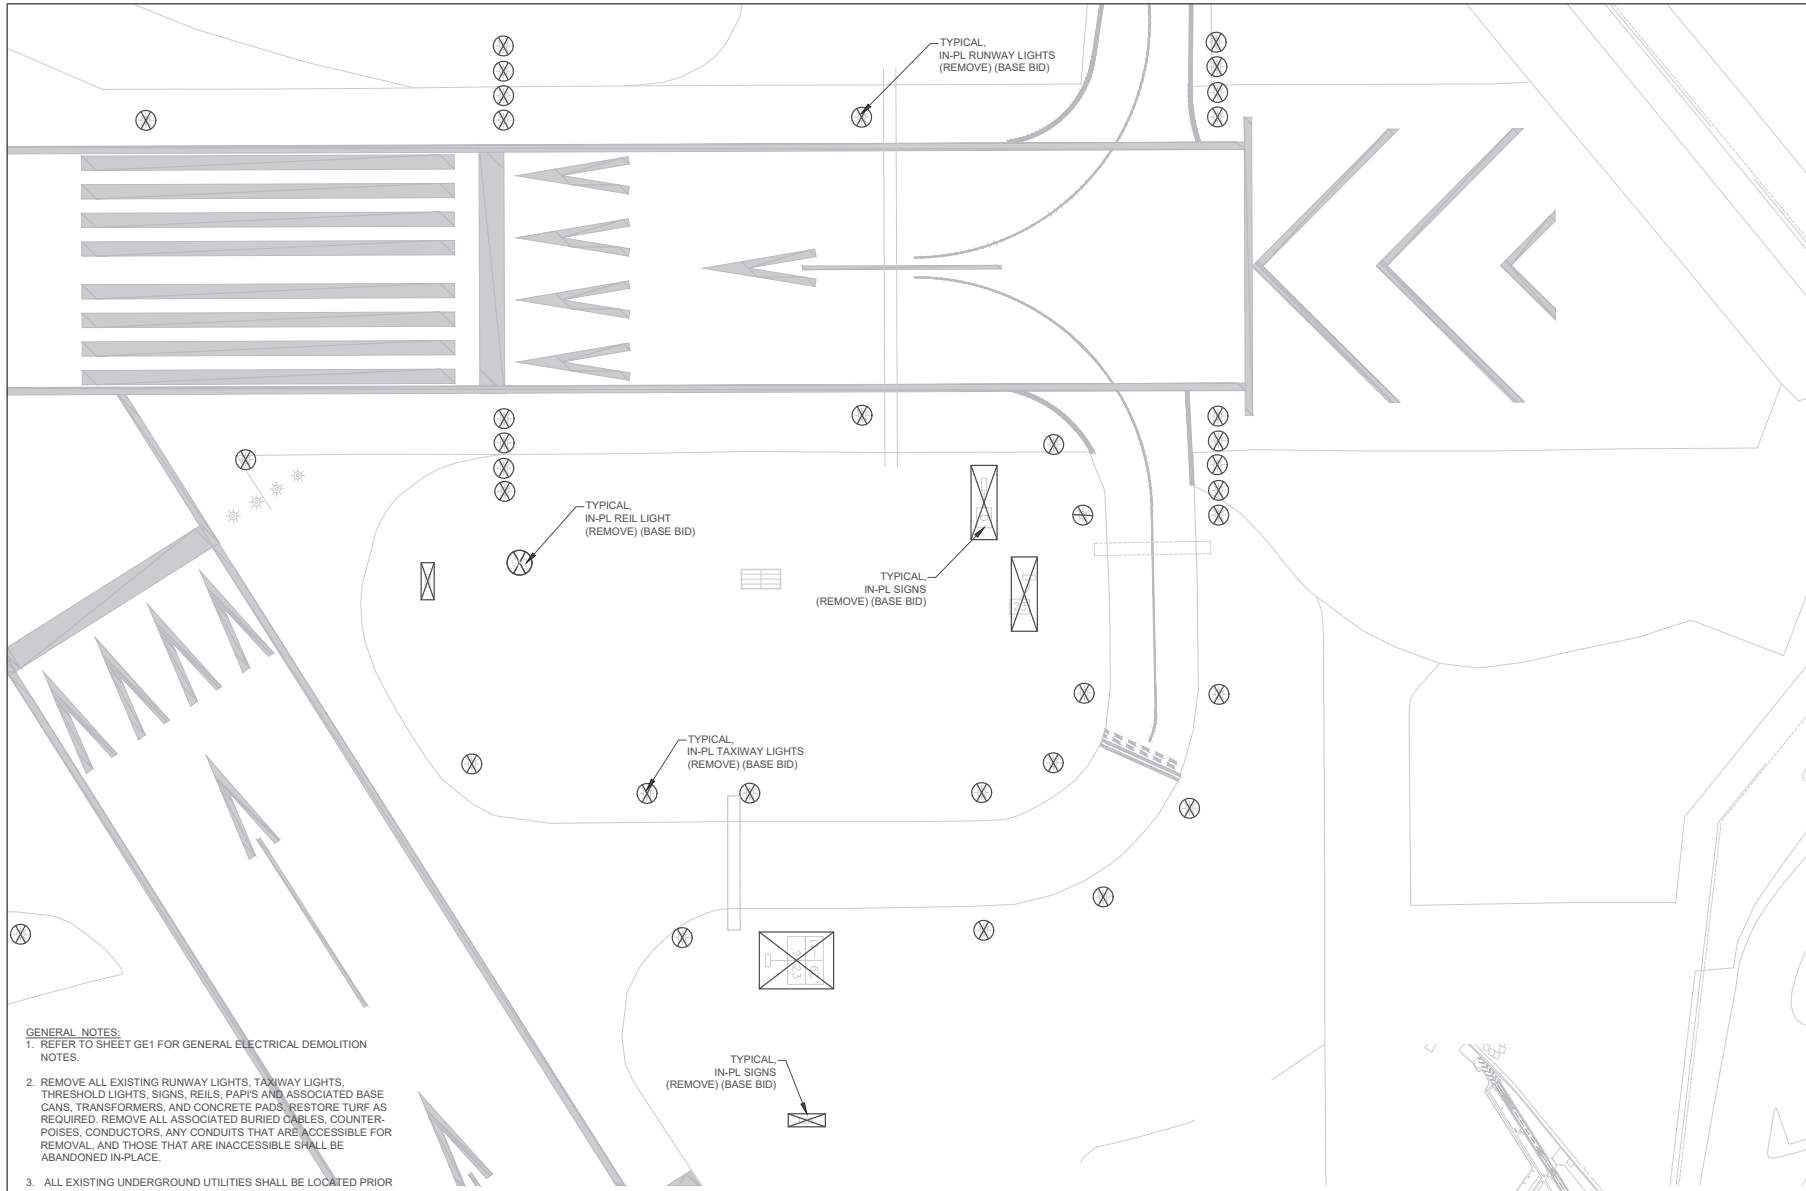 TYPICAL,
IN-PL RUNWAY LIGHTS
(REMOVE) (BASE BID)
TYPICAL,
IN-PL REIL LIGHT
(REMOVE) (BASE BID)
TYPICAL,
IN-PL SIGNS
(REMOVE) (BASE BID)
TYPICAL,
IN-PL TAXIWAY LIGHTS
(REMOVE) (BASE BID)
TYPICAL,
IN-PL SIGNS
(REMOVE) (BASE BID)
GENERAL NOTES:
1. REFER TO SHEET GE1 FOR GENERAL ELECTRICAL DEMOLITION
NOTES.
2. REMOVE ALL EXISTING RUNWAY LIGHTS, TAXIWAY LIGHTS,
THRESHOLD LIGHTS, SIGNS, REILS, PAPI'S AND ASSOCIATED BASE
CANS, TRANSFORMERS, AND CONCRETE PADS. RESTORE TURF AS
REQUIRED. REMOVE ALL ASSOCIATED BURIED CABLES, COUNTER-
POISES, CONDUCTORS, ANY CONDUITS THAT ARE ACCESSIBLE FOR
REMOVAL, AND THOSE THAT ARE INACCESSIBLE SHALL BE
ABANDONED IN-PLACE.
3. ALL EXISTING UNDERGROUND UTILITIES SHALL BE LOCATED PRIOR